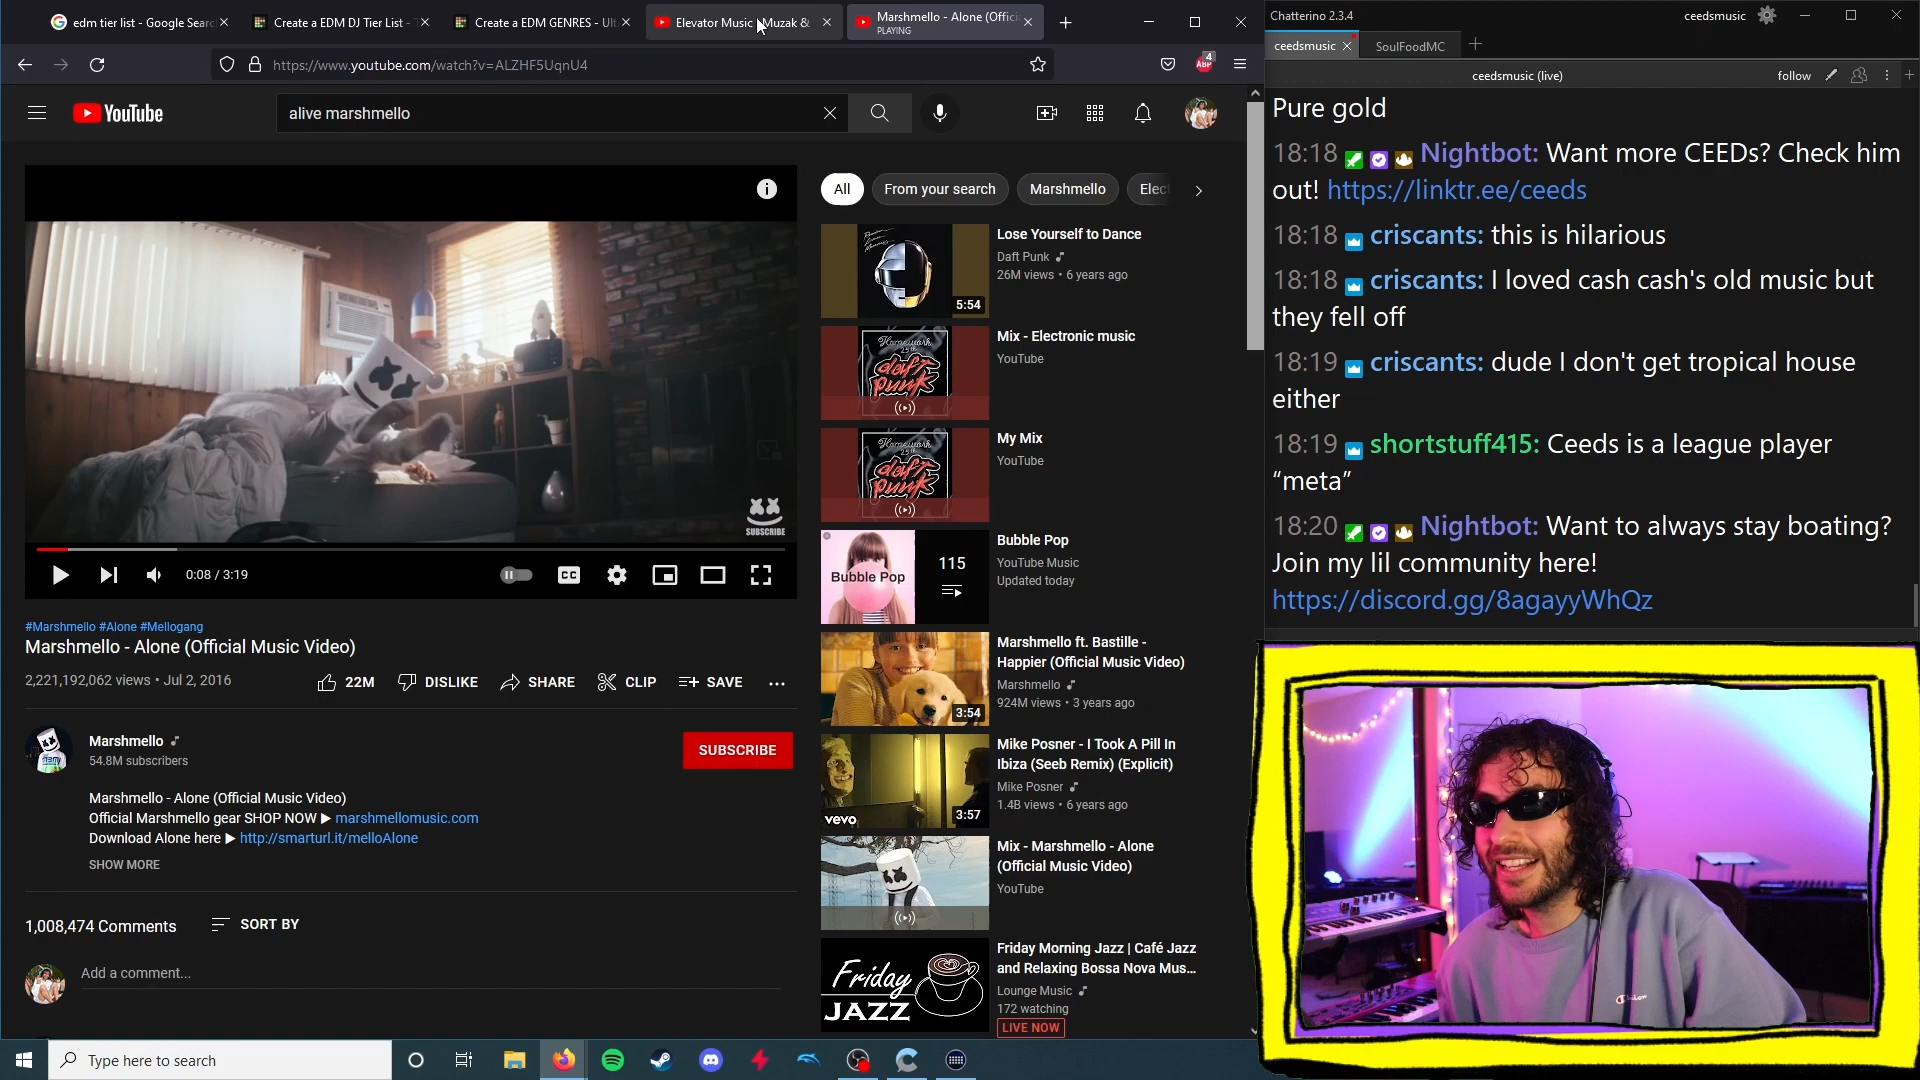 edm tier list - Google Sear
Create a EDM DJ Tier List - T
Create a EDM GENRES - Ult
Elevator Music - Muzak &
Marshmello - Alone (Offici
PLAYING
https://www.youtube.com/watch?v=ALZHF5UqnU4
ABP
4
YouTube
alive marshmello
SUBSCRIBE
0:08 / 3:19
CC
#Marshmello #Alone #Mellogang
Marshmello - Alone (Official Music Video)
2,221,192,062 views • Jul 2, 2016
22M
DISLIKE
SHARE
CLIP
SAVE
Marshmello
54.8M subscribers
SUBSCRIBE
Marshmello - Alone (Official Music Video)
Official Marshmello gear SHOP NOW ▶ marshmellomusic.com
Download Alone here ▶ http://smarturl.it/melloAlone
SHOW MORE
1,008,474 Comments
SORT BY
Add a comment...
All
From your search
Marshmello
Elect
Lose Yourself to Dance
Daft Punk
26M views • 6 years ago
5:54
Mix - Electronic music
YouTube
Homework
daft punk
My Mix
YouTube
Homework
daft punk
Bubble Pop
115
Bubble Pop
YouTube Music
Updated today
Marshmello ft. Bastille -
Happier (Official Music Video)
Marshmello
924M views • 3 years ago
3:54
Mike Posner - I Took A Pill In
Ibiza (Seeb Remix) (Explicit)
Mike Posner
1.4B views • 6 years ago
vevo
3:57
Mix - Marshmello - Alone
(Official Music Video)
YouTube
Friday Morning Jazz | Café Jazz
and Relaxing Bossa Nova Mus...
Lounge Music
172 watching
LIVE NOW
Friday
JAZZ
Type here to search
Chatterino 2.3.4
ceedsmusic
ceedsmusic
SoulFoodMC
ceedsmusic (live)
follow
Pure gold
18:18 Nightbot: Want more CEEDs? Check him
out! https://linktr.ee/ceeds
18:18 criscants: this is hilarious
18:18 criscants: I loved cash cash's old music but
they fell off
18:19 criscants: dude I don't get tropical house
either
18:19 shortstuff415: Ceeds is a league player
“meta”
18:20 Nightbot: Want to always stay boating?
Join my lil community here!
https://discord.gg/8agayyWhQz
Champion